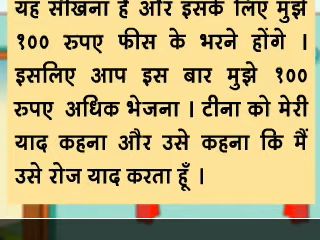 यह सीखना है और इसके लिए मुझे
१०० रुपए फीस के भरने होंगे ।
इसलिए आप इस बार मुझे १००
रुपए अधिक भेजना । टीना को मेरी
याद कहना और उसे कहना कि मैं
उसे रोज याद करता हूँ ।